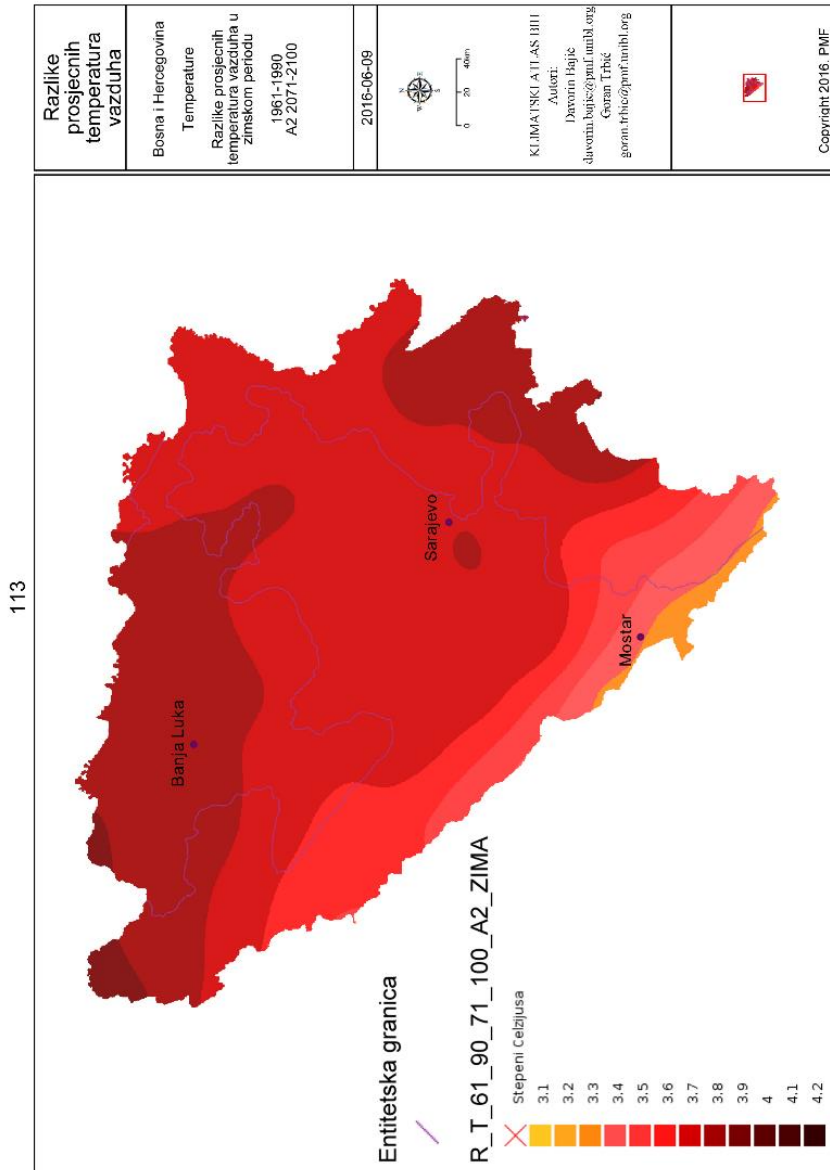 113
Razlike
prosjecnih
temperatura
vazduha
Bosna i Hercegovina
Temperature
Razlike prosjecnih
temperatura vazduha u
zimskom periodu
1961-1990
A2 2071-2100
2016-06-09
N
W
E
S
0 20 40km
KLIMATSKI ATLAS BIH
Autori:
Davorin Bajić
davorin.bajic@pmf.unibl.org
Goran Trbić
goran.trbic@pmf.unibl.org
Copyright 2016. PMF
Banja Luka
Sarajevo
Mostar
Entitetska granica
R_T_61_90_71_100_A2_ZIMA
Stepeni Celzijusa
3.1
3.2
3.3
3.4
3.5
3.6
3.7
3.8
3.9
4
4.1
4.2